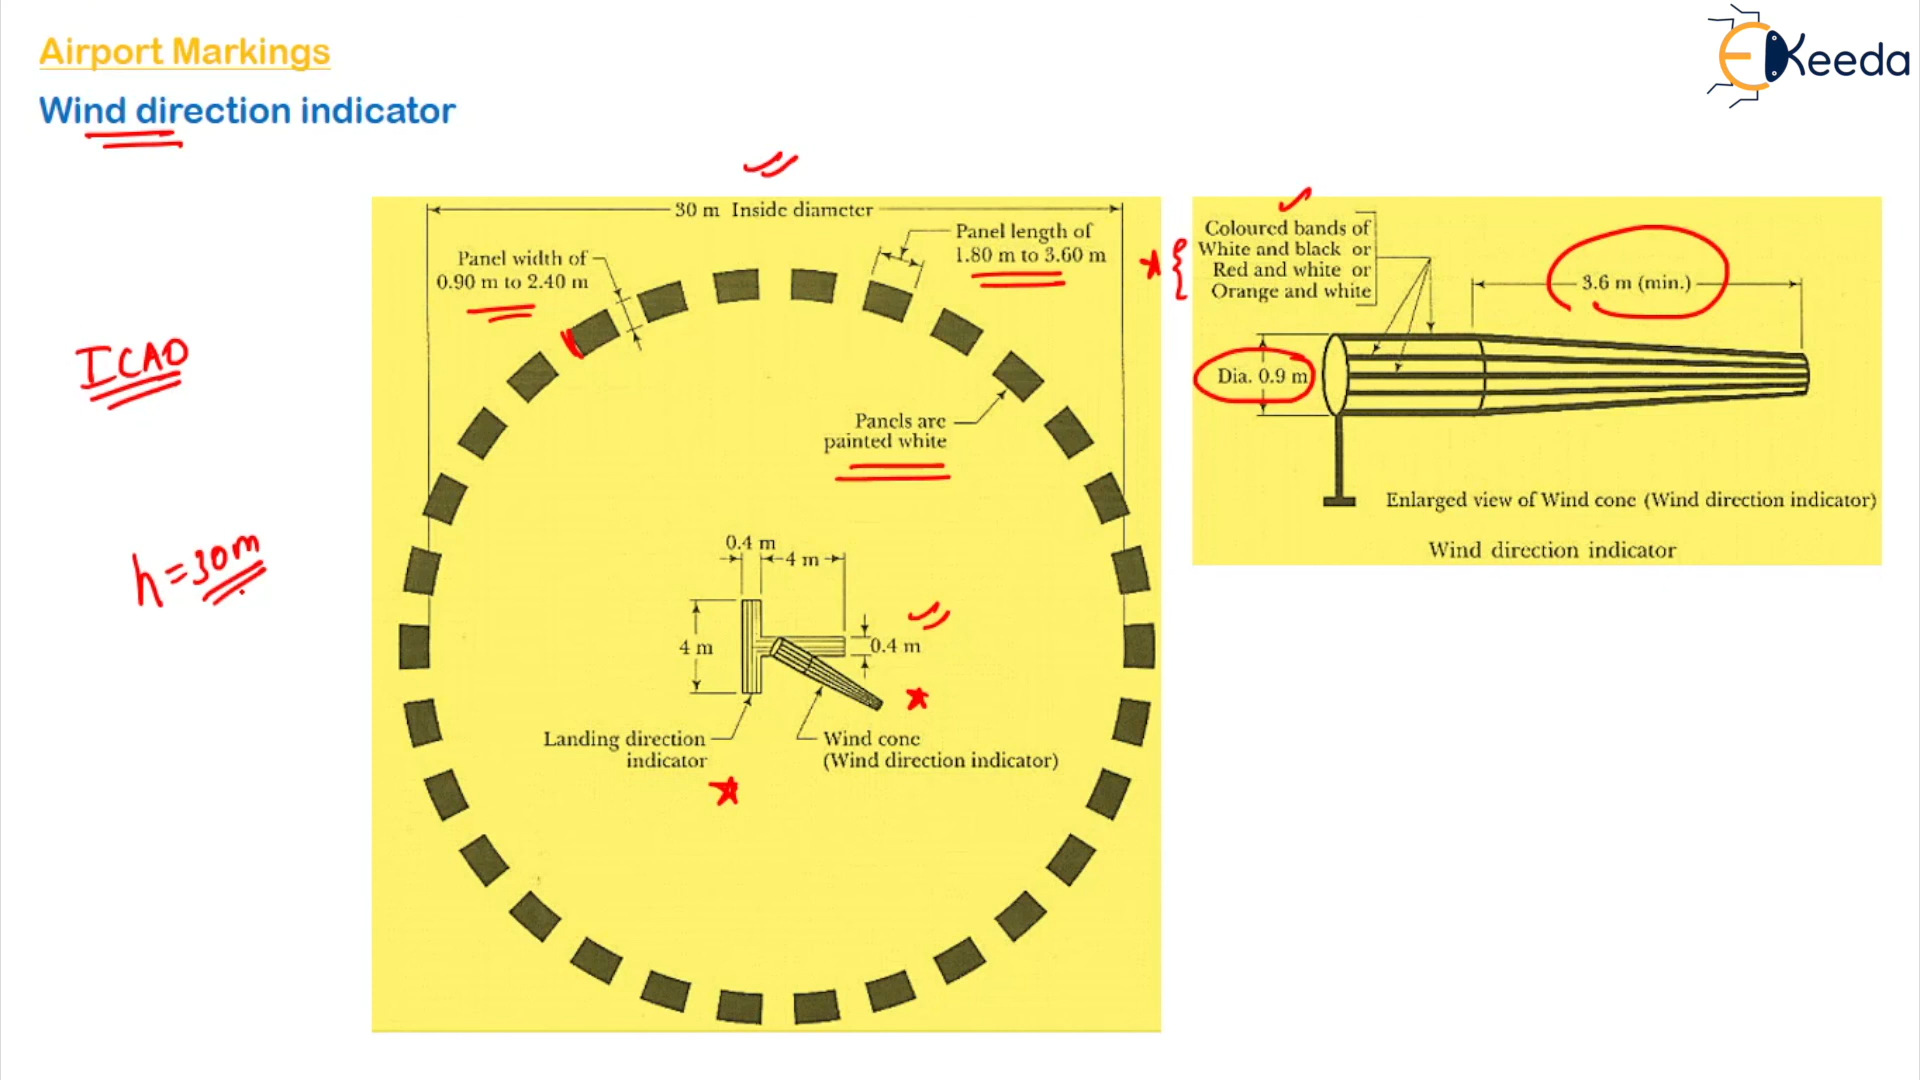 Airport Markings
Wind direction indicator
EKeeda
30 m Inside diameter
Panel width of
0.90 m to 2.40 m
Panel length of
1.80 m to 3.60 m
Panels are
painted white
0.4 m
4 m
4 m
0.4 m
Landing direction
indicator
Wind cone
(Wind direction indicator)
Coloured bands of
White and black or
Red and white or
Orange and white
3.6 m (min.)
Dia. 0.9 m
Enlarged view of Wind cone (Wind direction indicator)
Wind direction indicator
ICAO
h=30m